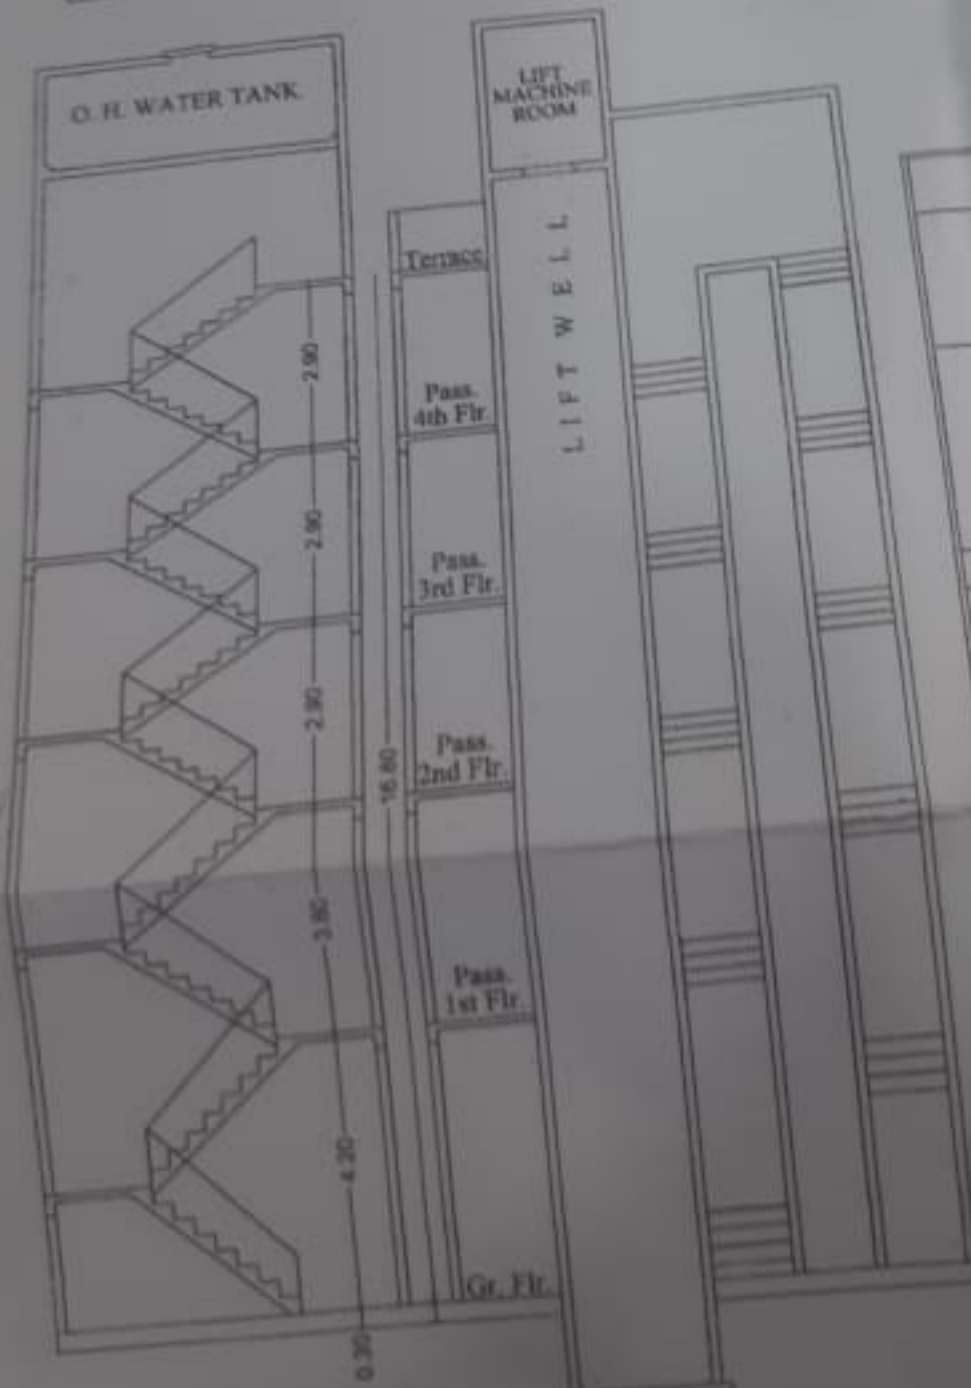 O. H. WATER TANK
LIFT
MACHINE
ROOM
LIFT WELL
Terrace
2.90
Pass.
4th Flr.
2.90
Pass.
3rd Flr.
2.90
Pass.
2nd Flr.
16.80
3.60
Pass.
1st Flr.
4.20
Gr. Flr.
0.30